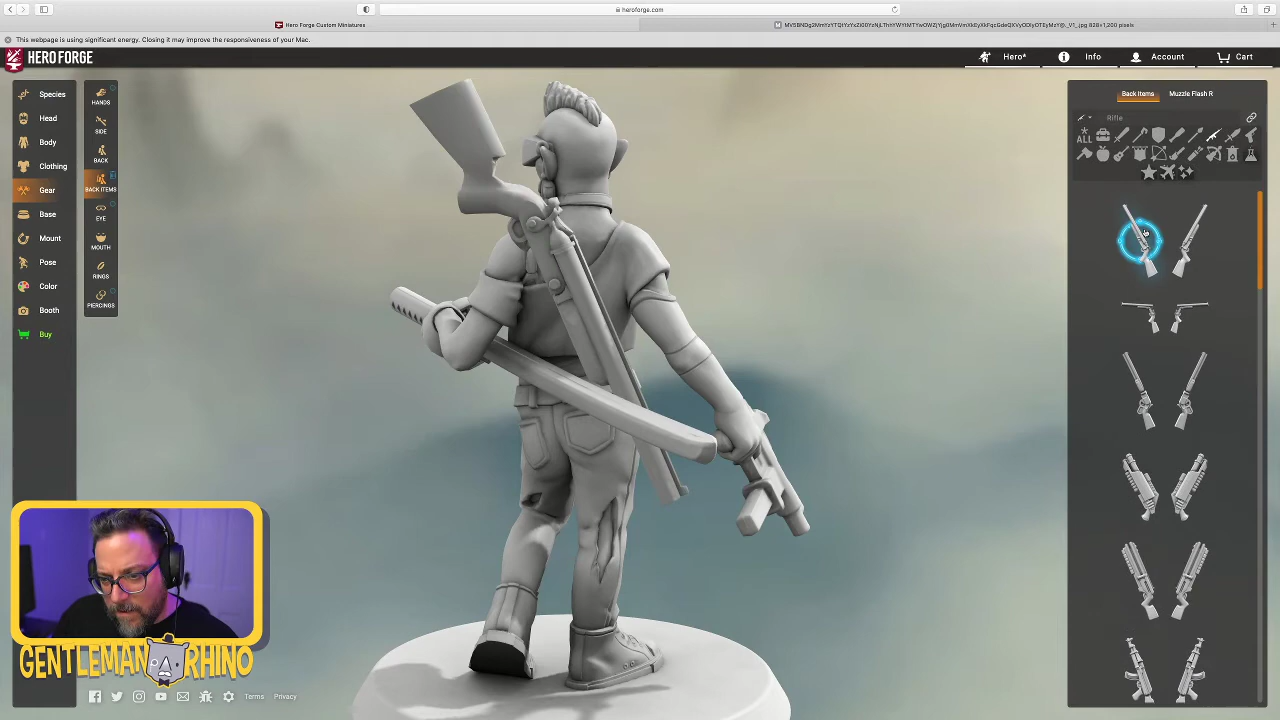 heroforge.com
Hero Forge Custom Miniatures
This webpage is using significant energy. Closing it may improve the responsiveness of your Mac.
HERO FORGE
Hero*
Info
Account
Cart
Species
Head
Body
Clothing
Gear
Base
Mount
Pose
Color
Booth
Buy
HANDS
SIDE
BACK
BACK ITEMS
EYE
MOUTH
RINGS
PIERCINGS
Back Items
Muzzle Flash R
Rifle
ALL
GENTLEMAN RHINO
Terms
Privacy